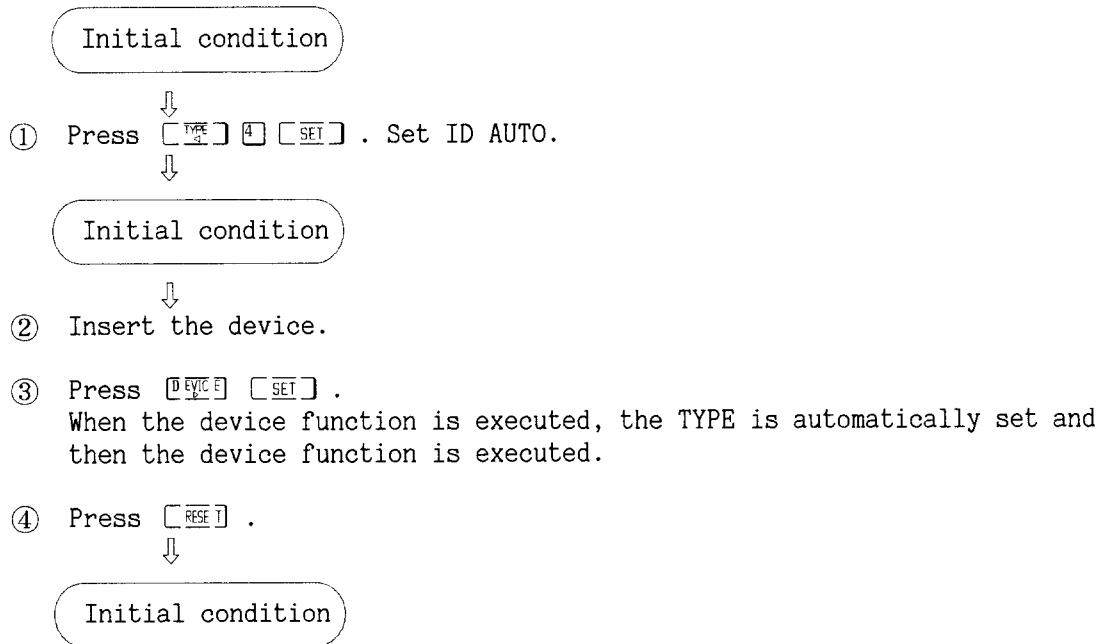 Initial condition
① Press TYPE 4 SET . Set ID AUTO.
Initial condition
② Insert the device.
③ Press DEVICE SET .
When the device function is executed, the TYPE is automatically set and
then the device function is executed.
④ Press RESET .
Initial condition